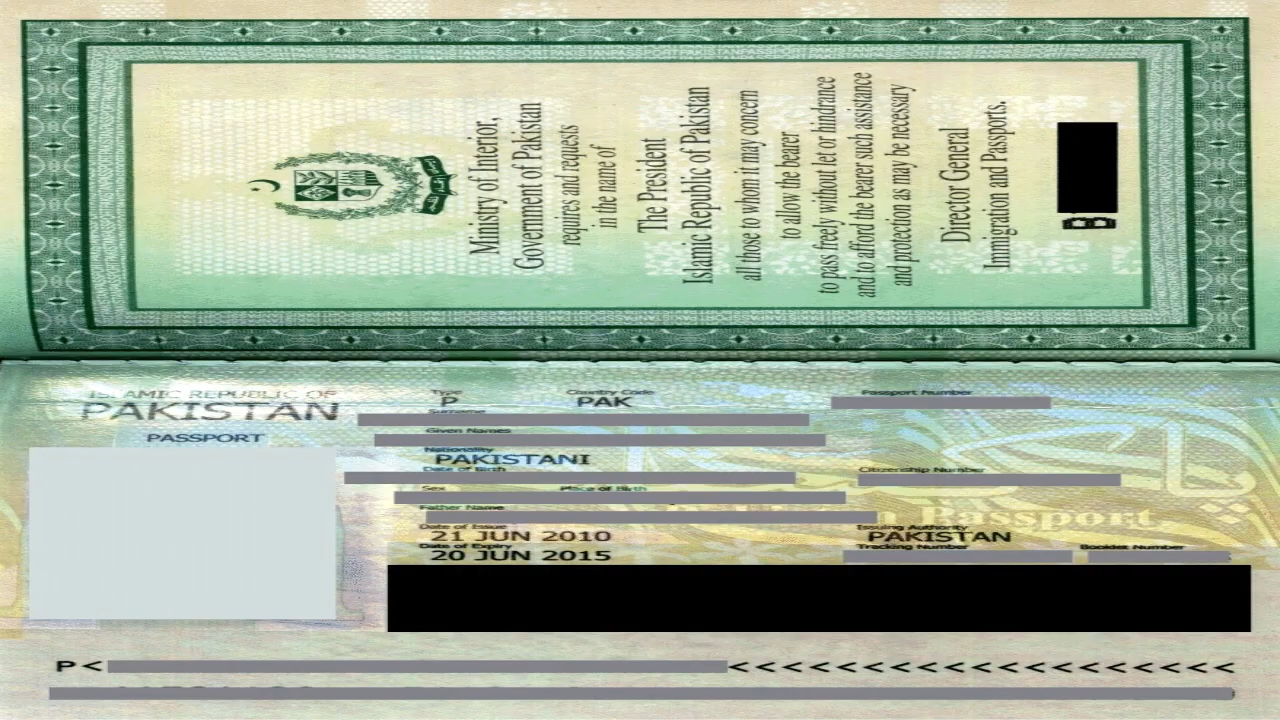 Ministry of Interior,
Government of Pakistan
requires and requests
in the name of
The President
Islamic Republic of Pakistan
all those to whom it may concern
to allow the bearer
to pass freely without let or hindrance
and to afford the bearer such assistance
and protection as may be necessary
Director General
Immigration and Passports.
ISLAMIC REPUBLIC OF
PAKISTAN
PASSPORT
Type Country Code Passport Number
P PAK
Surname
Given Names
Nationality
PAKISTANI
Date of Birth Citizenship Number
Sex Place of Birth
Father Name
Date of Issue Issuing Authority
21 JUN 2010 PAKISTAN
Date of Expiry Tracking Number Booklet Number
20 JUN 2015
Passport
P<
<<<<<<<<<<<<<<<<<<<